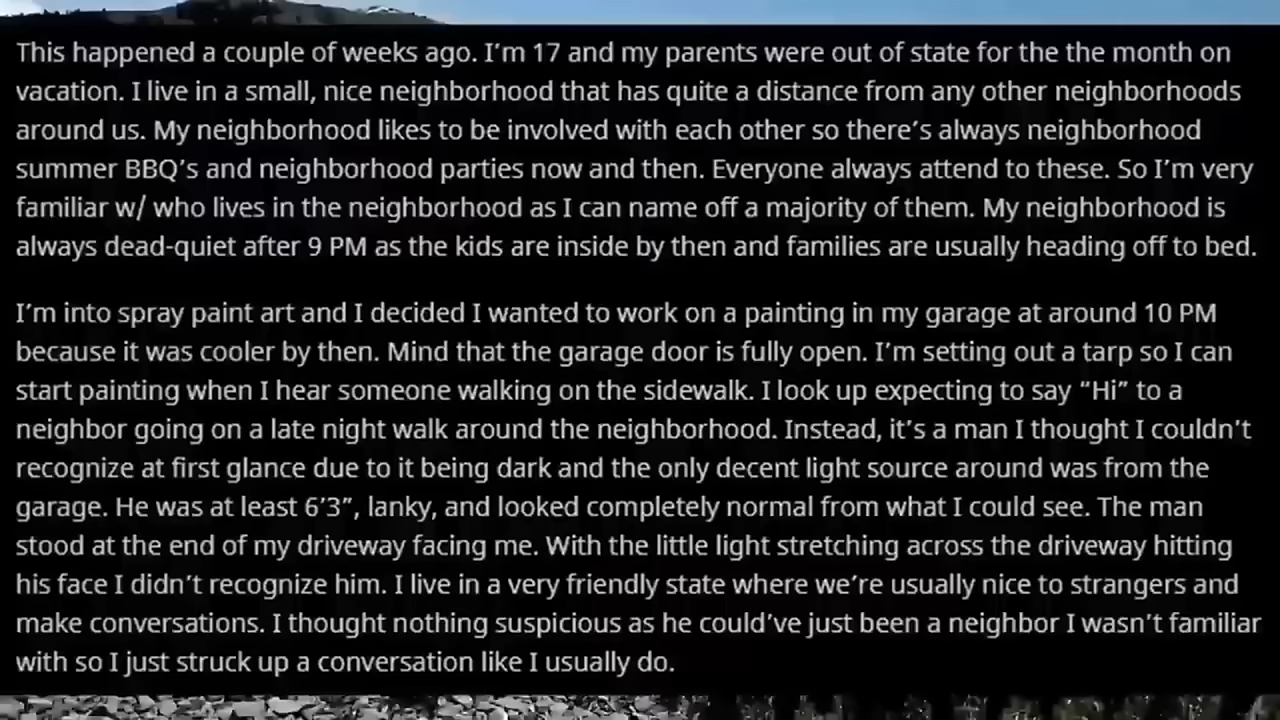 This happened a couple of weeks ago. I'm 17 and my parents were out of state for the the month on
vacation. I live in a small, nice neighborhood that has quite a distance from any other neighborhoods
around us. My neighborhood likes to be involved with each other so there's always neighborhood
summer BBQ's and neighborhood parties now and then. Everyone always attend to these. So I'm very
familiar w/ who lives in the neighborhood as I can name off a majority of them. My neighborhood is
always dead-quiet after 9 PM as the kids are inside by then and families are usually heading off to bed.
I'm into spray paint art and I decided I wanted to work on a painting in my garage at around 10 PM
because it was cooler by then. Mind that the garage door is fully open. I'm setting out a tarp so I can
start painting when I hear someone walking on the sidewalk. I look up expecting to say “Hi” to a
neighbor going on a late night walk around the neighborhood. Instead, it's a man I thought I couldn't
recognize at first glance due to it being dark and the only decent light source around was from the
garage. He was at least 6'3”, lanky, and looked completely normal from what I could see. The man
stood at the end of my driveway facing me. With the little light stretching across the driveway hitting
his face I didn't recognize him. I live in a very friendly state where we're usually nice to strangers and
make conversations. I thought nothing suspicious as he could've just been a neighbor I wasn't familiar
with so I just struck up a conversation like I usually do.